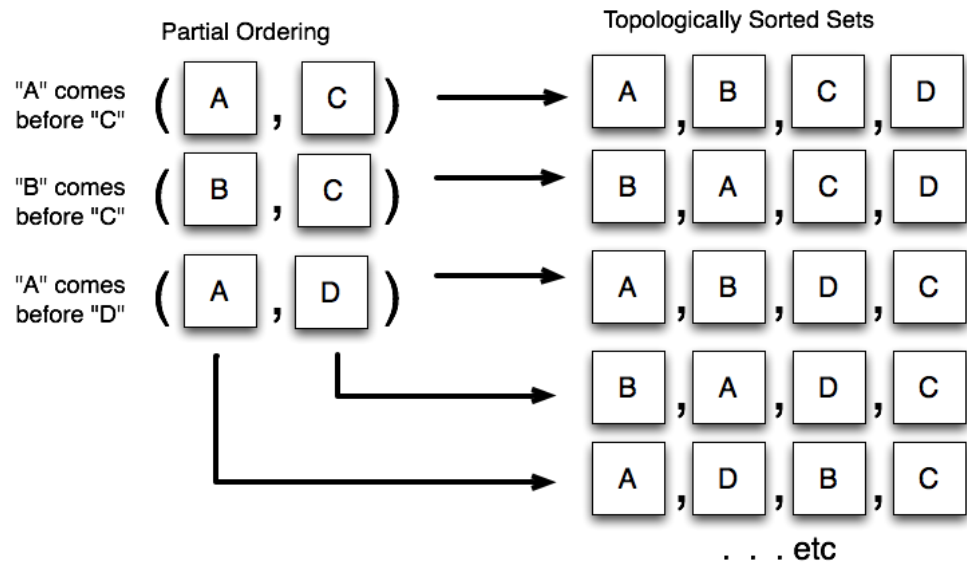 Partial Ordering
Topologically Sorted Sets
"A" comes
before "C"
( A , C )
A , B , C , D
"B" comes
before "C"
( B , C )
B , A , C , D
"A" comes
before "D"
( A , D )
A , B , D , C
B , A , D , C
A , D , B , C
. . . etc